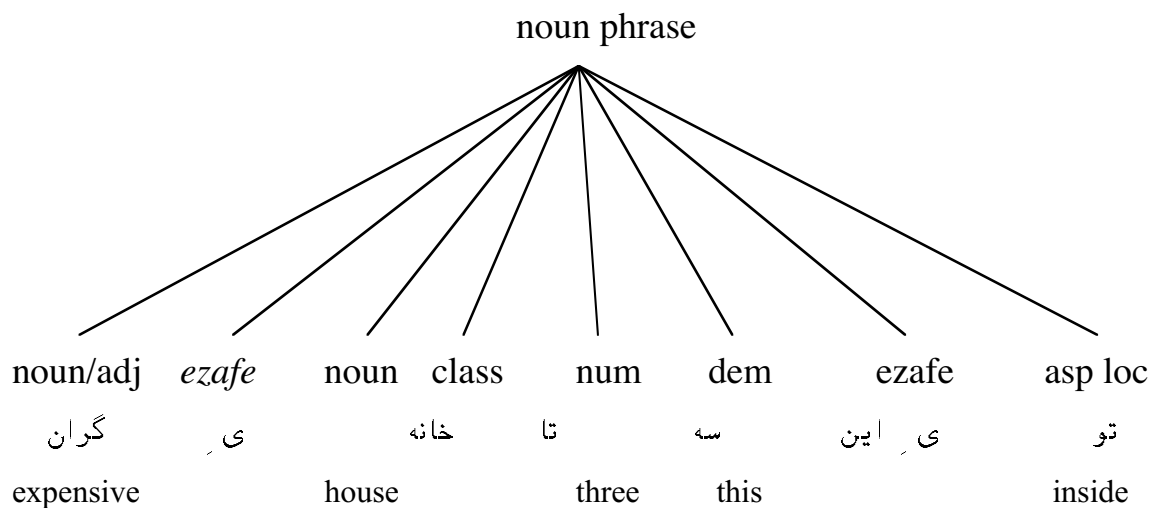 noun phrase
noun/adj ezafe noun class num dem ezafe asp loc
گران یِ خانه تا سه این یِ تو
expensive house three this inside